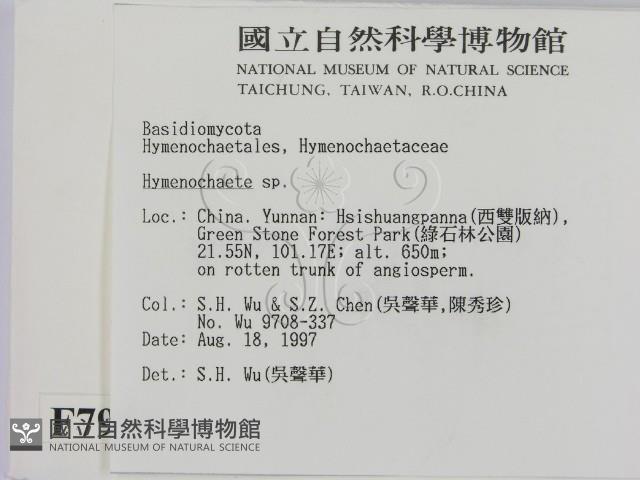 國立自然科學博物館
NATIONAL MUSEUM OF NATURAL SCIENCE
TAICHUNG, TAIWAN, R.O.CHINA
Basidiomycota
Hymenochaetales, Hymenochaetaceae
Hymenochaete sp.
Loc.: China. Yunnan: Hsishuangpanna(西雙版納),
Green Stone Forest Park(綠石林公園)
21.55N, 101.17E; alt. 650m;
on rotten trunk of angiosperm.
Col.: S.H. Wu & S.Z. Chen(吳聲華,陳秀珍)
No. Wu 9708-337
Date: Aug. 18, 1997
Det.: S.H. Wu(吳聲華)
國立自然科學博物館
NATIONAL MUSEUM OF NATURAL SCIENCE